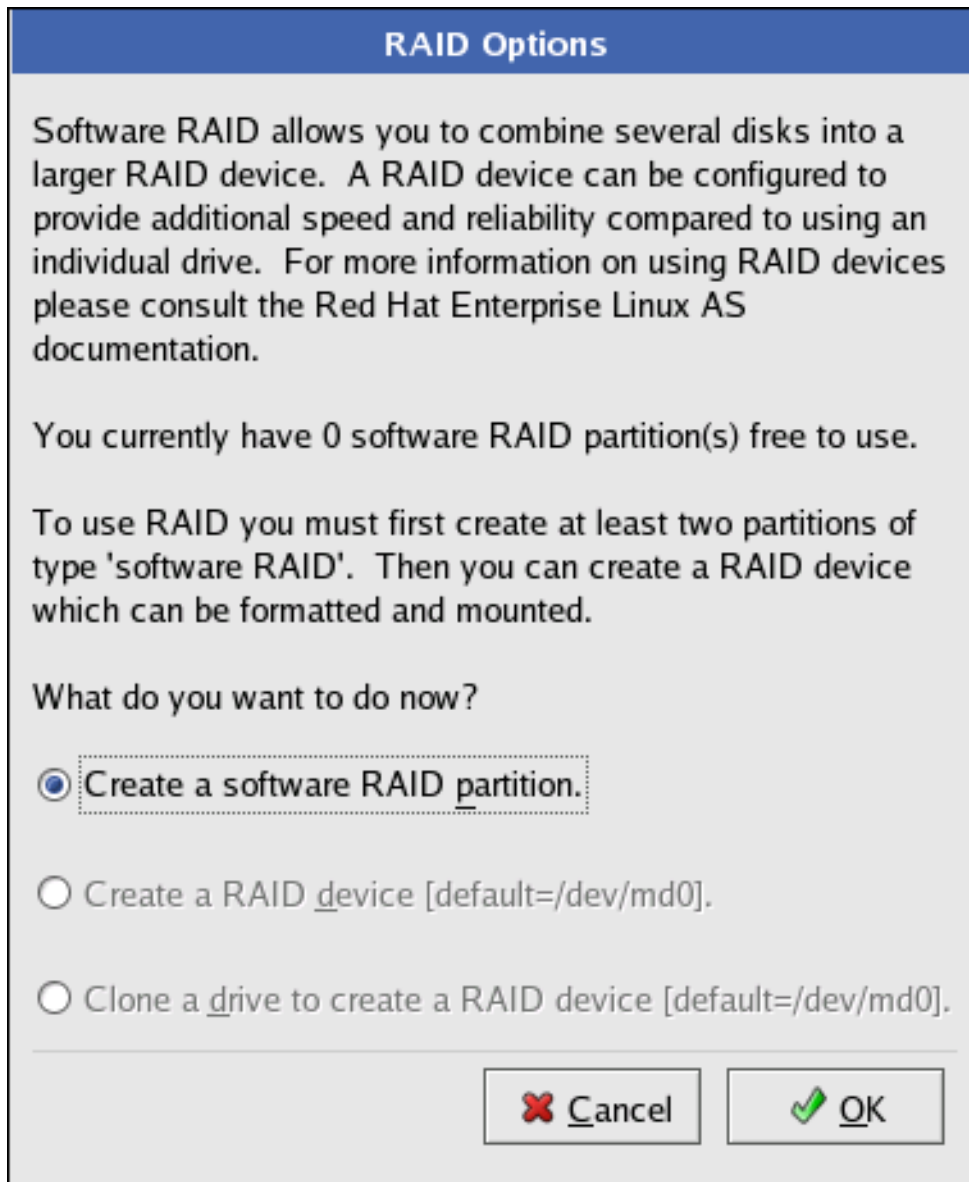 RAID Options
Software RAID allows you to combine several disks into a
larger RAID device.  A RAID device can be configured to
provide additional speed and reliability compared to using an
individual drive.  For more information on using RAID devices
please consult the Red Hat Enterprise Linux AS
documentation.
You currently have 0 software RAID partition(s) free to use.
To use RAID you must first create at least two partitions of
type 'software RAID'.  Then you can create a RAID device
which can be formatted and mounted.
What do you want to do now?
Create a software RAID partition.
Create a RAID device [default=/dev/md0].
Clone a drive to create a RAID device [default=/dev/md0].
Cancel
OK